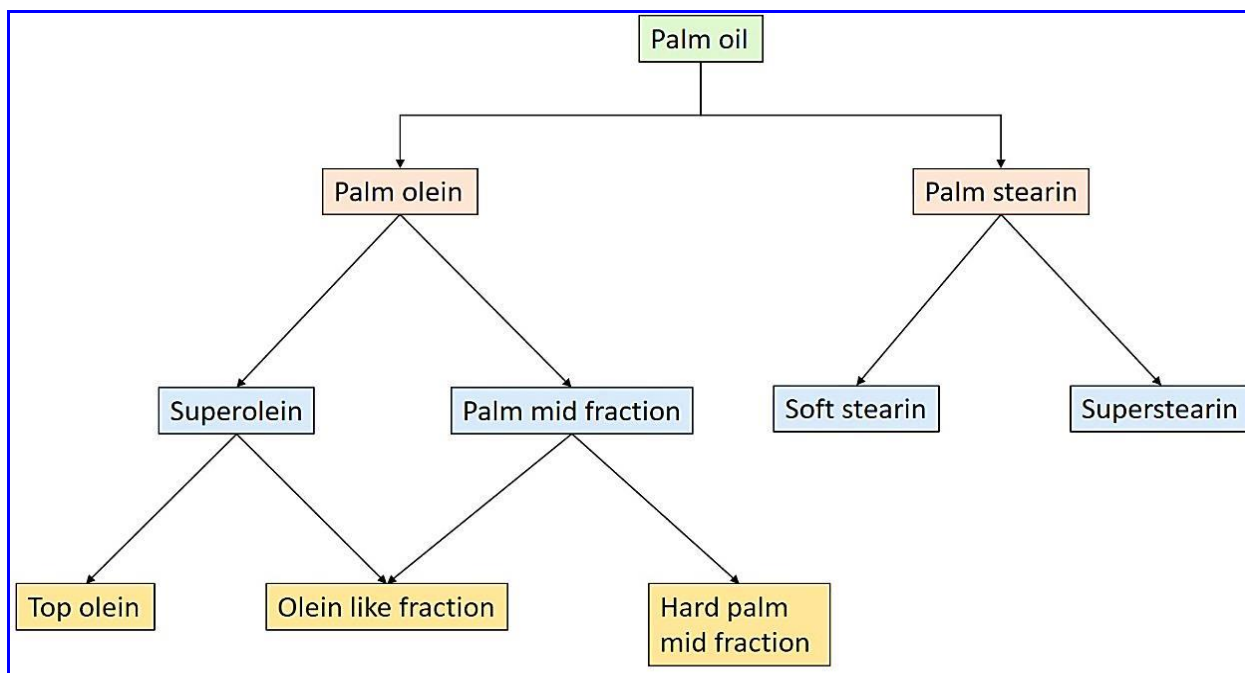 Palm oil
Palm olein
Palm stearin
Superolein
Palm mid fraction
Soft stearin
Superstearin
Top olein
Olein like fraction
Hard palm
mid fraction